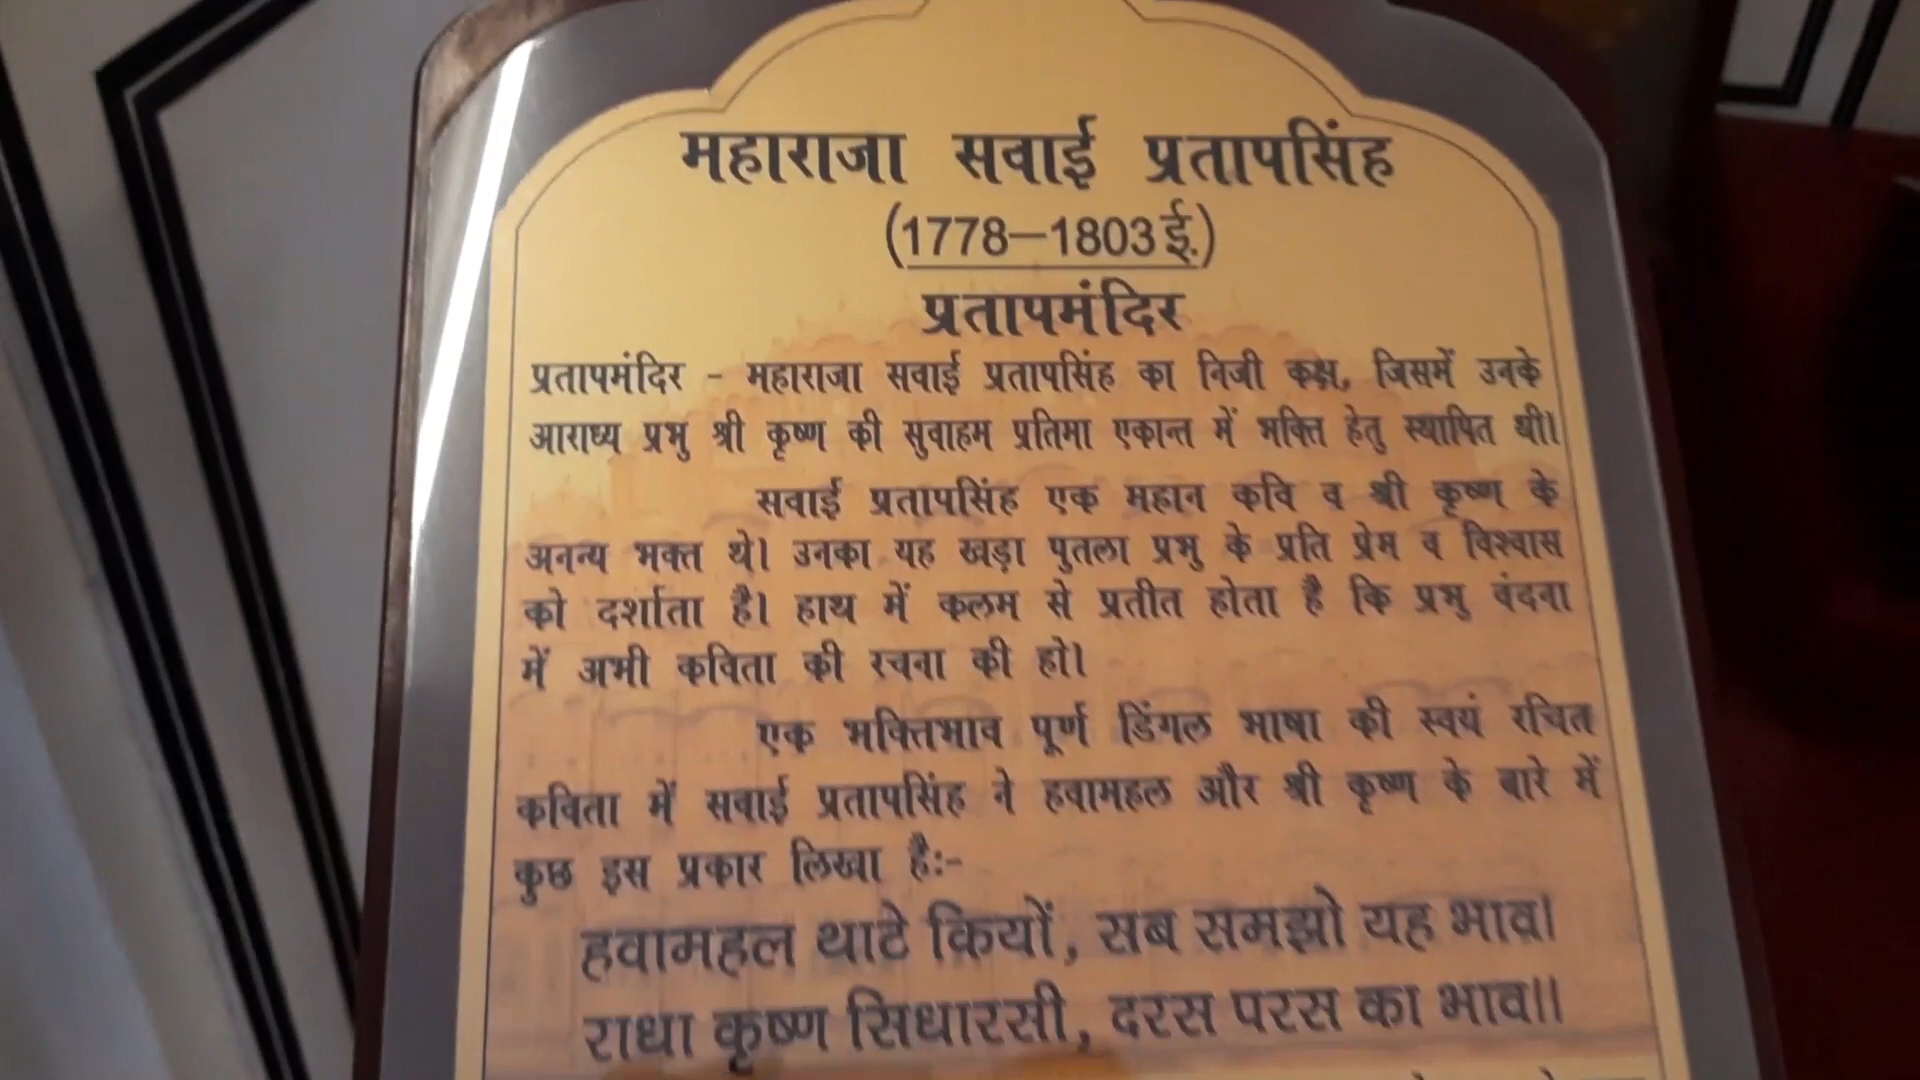 महाराजा सवाई प्रतापसिंह
(1778–1803 ई.)
प्रतापमंदिर
प्रतापमंदिर - महाराजा सवाई प्रतापसिंह का निजी कक्ष, जिसमें उनके
आराध्य प्रभु श्री कृष्ण की सुवाहम प्रतिमा एकान्त में भक्ति हेतु स्थापित थी।
सवाई प्रतापसिंह एक महान कवि व श्री कृष्ण के
अनन्य भक्त थे। उनका यह खड़ा पुतला प्रभु के प्रति प्रेम व विश्वास
को दर्शाता है। हाथ में कलम से प्रतीत होता है कि प्रभु वंदना
में अभी कविता की रचना की हो।
एक भक्तिभाव पूर्ण डिंगल भाषा की स्वयं रचित
कविता में सवाई प्रतापसिंह ने हवामहल और श्री कृष्ण के बारे में
कुछ इस प्रकार लिखा है:-
हवामहल थाटे कियों, सब समझो यह भाव।
राधा कृष्ण सिधारसी, दरस परस का भाव।।